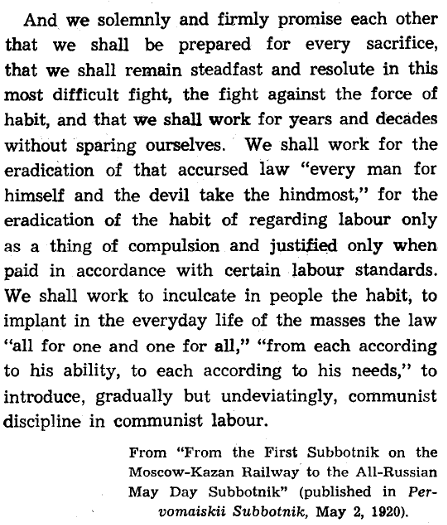 And we solemnly and firmly promise each other
that we shall be prepared for every sacrifice,
that we shall remain steadfast and resolute in this
most difficult fight, the fight against the force of
habit, and that we shall work for years and decades
without sparing ourselves. We shall work for the
eradication of that accursed law “every man for
himself and the devil take the hindmost,” for the
eradication of the habit of regarding labour only
as a thing of compulsion and justified only when
paid in accordance with certain labour standards.
We shall work to inculcate in people the habit, to
implant in the everyday life of the masses the law
“all for one and one for all,” “from each according
to his ability, to each according to his needs,” to
introduce, gradually but undeviatingly, communist
discipline in communist labour.
From “From the First Subbotnik on the
Moscow-Kazan Railway to the All-Russian
May Day Subbotnik” (published in Per-
vomaiskii Subbotnik, May 2, 1920).